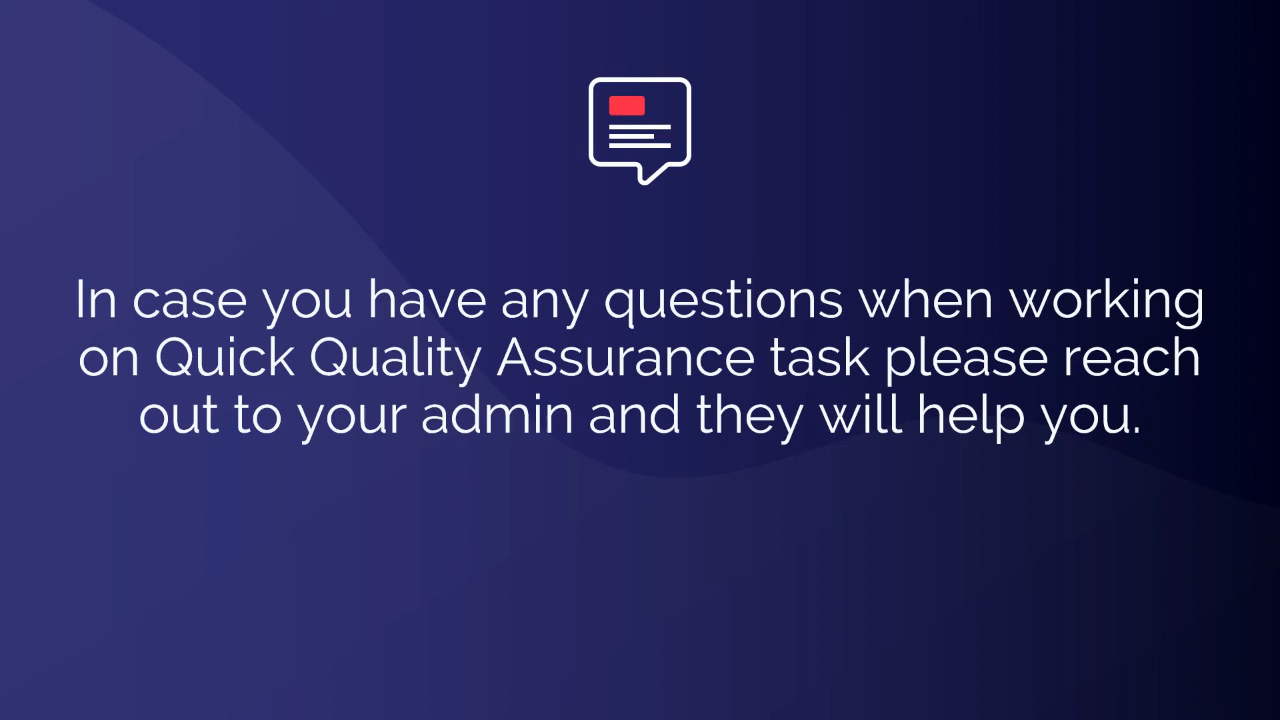 In case you have any questions when working
on Quick Quality Assurance task please reach
out to your admin and they will help you.